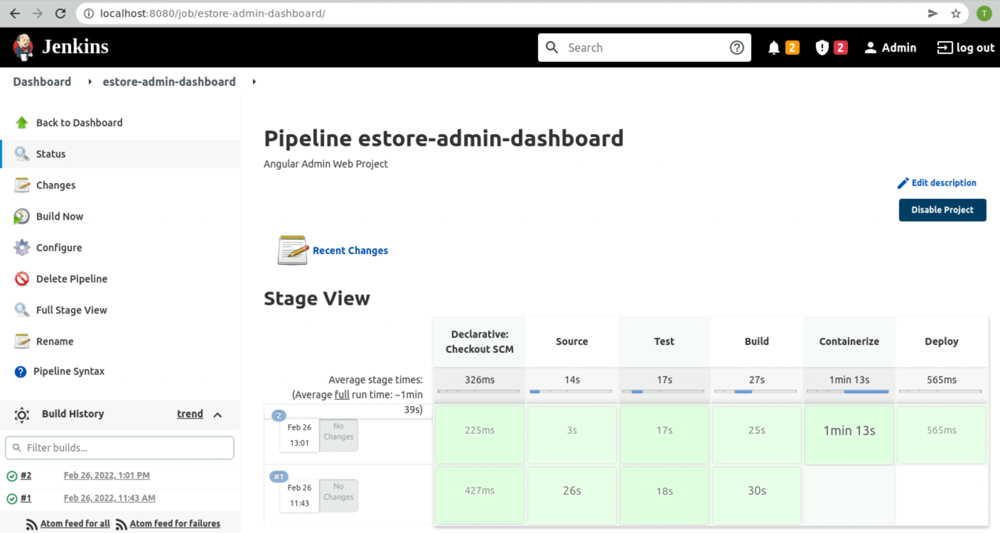 localhost:8080/job/estore-admin-dashboard/
T
Jenkins
Search
2
2
Admin
log out
Dashboard
estore-admin-dashboard
Back to Dashboard
Status
Changes
Build Now
Configure
Delete Pipeline
Full Stage View
Rename
Pipeline Syntax
Build History
trend
Filter builds...
#2
Feb 26, 2022, 1:01 PM
#1
Feb 26, 2022, 11:43 AM
Atom feed for all
Atom feed for failures
Pipeline estore-admin-dashboard
Angular Admin Web Project
Edit description
Disable Project
Recent Changes
Stage View
Declarative:
Checkout SCM
Source
Test
Build
Containerize
Deploy
Average stage times:
(Average full run time: ~1min
39s)
326ms
14s
17s
27s
1min 13s
565ms
2
Feb 26
13:01
No
Changes
225ms
3s
17s
25s
1min 13s
565ms
#1
Feb 26
11:43
No
Changes
427ms
26s
18s
30s